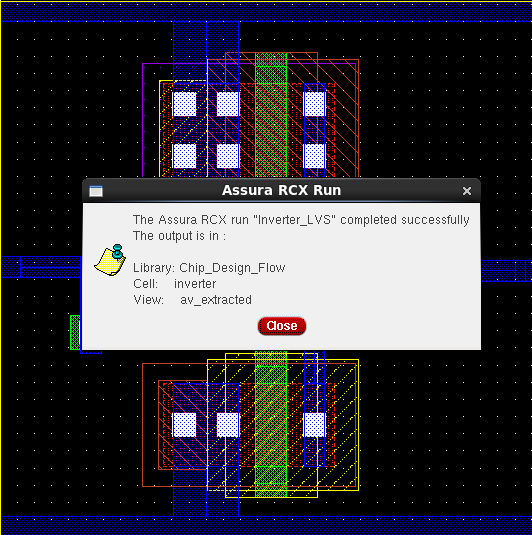 Assura RCX Run
The Assura RCX run "Inverter_LVS" completed successfully
The output is in :
Library: Chip_Design_Flow
Cell: inverter
View: av_extracted
Close